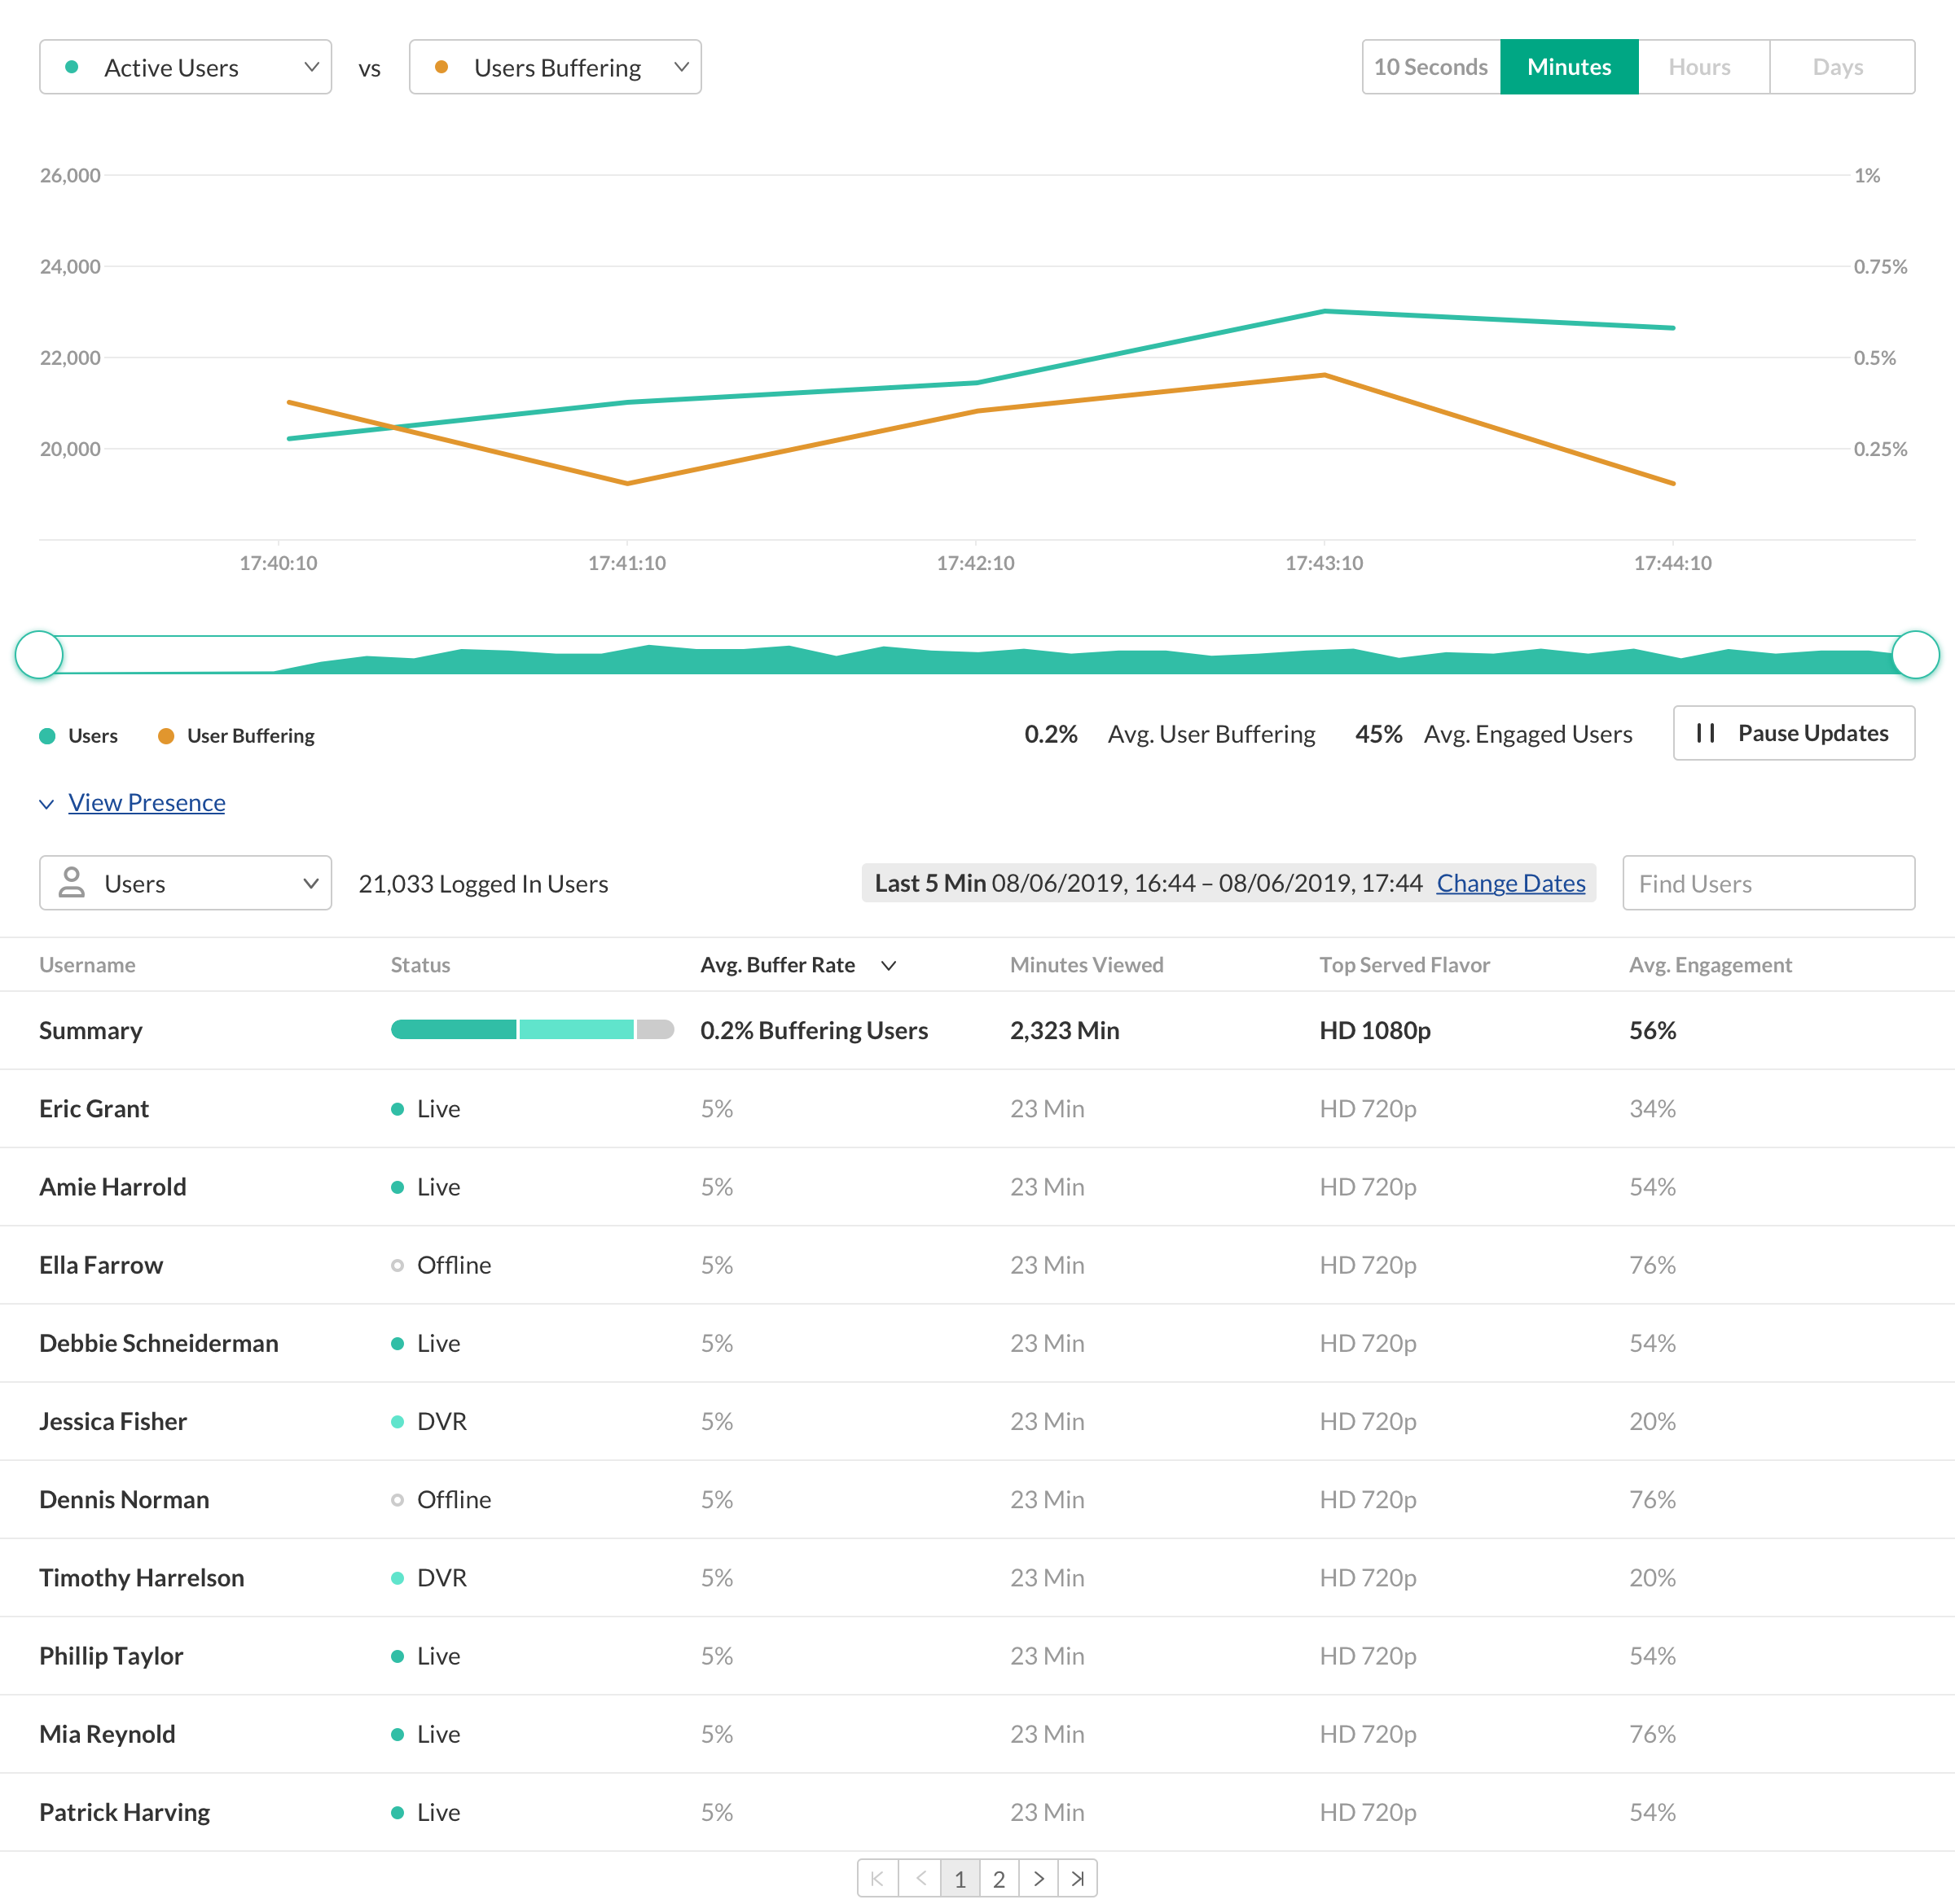 Active Users vs Users Buffering 10 Seconds Minutes Hours Days
26,000 1%
24,000 0.75%
22,000 0.5%
20,000 0.25%
17:40:10 17:41:10 17:42:10 17:43:10 17:44:10
Users User Buffering 0.2% Avg. User Buffering 45% Avg. Engaged Users Pause Updates
View Presence
Users 21,033 Logged In Users Last 5 Min 08/06/2019, 16:44 – 08/06/2019, 17:44 Change Dates Find Users
Username Status Avg. Buffer Rate Minutes Viewed Top Served Flavor Avg. Engagement
Summary 0.2% Buffering Users 2,323 Min HD 1080p 56%
Eric Grant Live 5% 23 Min HD 720p 34%
Amie Harrold Live 5% 23 Min HD 720p 54%
Ella Farrow Offline 5% 23 Min HD 720p 76%
Debbie Schneiderman Live 5% 23 Min HD 720p 54%
Jessica Fisher DVR 5% 23 Min HD 720p 20%
Dennis Norman Offline 5% 23 Min HD 720p 76%
Timothy Harrelson DVR 5% 23 Min HD 720p 20%
Phillip Taylor Live 5% 23 Min HD 720p 54%
Mia Reynold Live 5% 23 Min HD 720p 76%
Patrick Harving Live 5% 23 Min HD 720p 54%
1 2